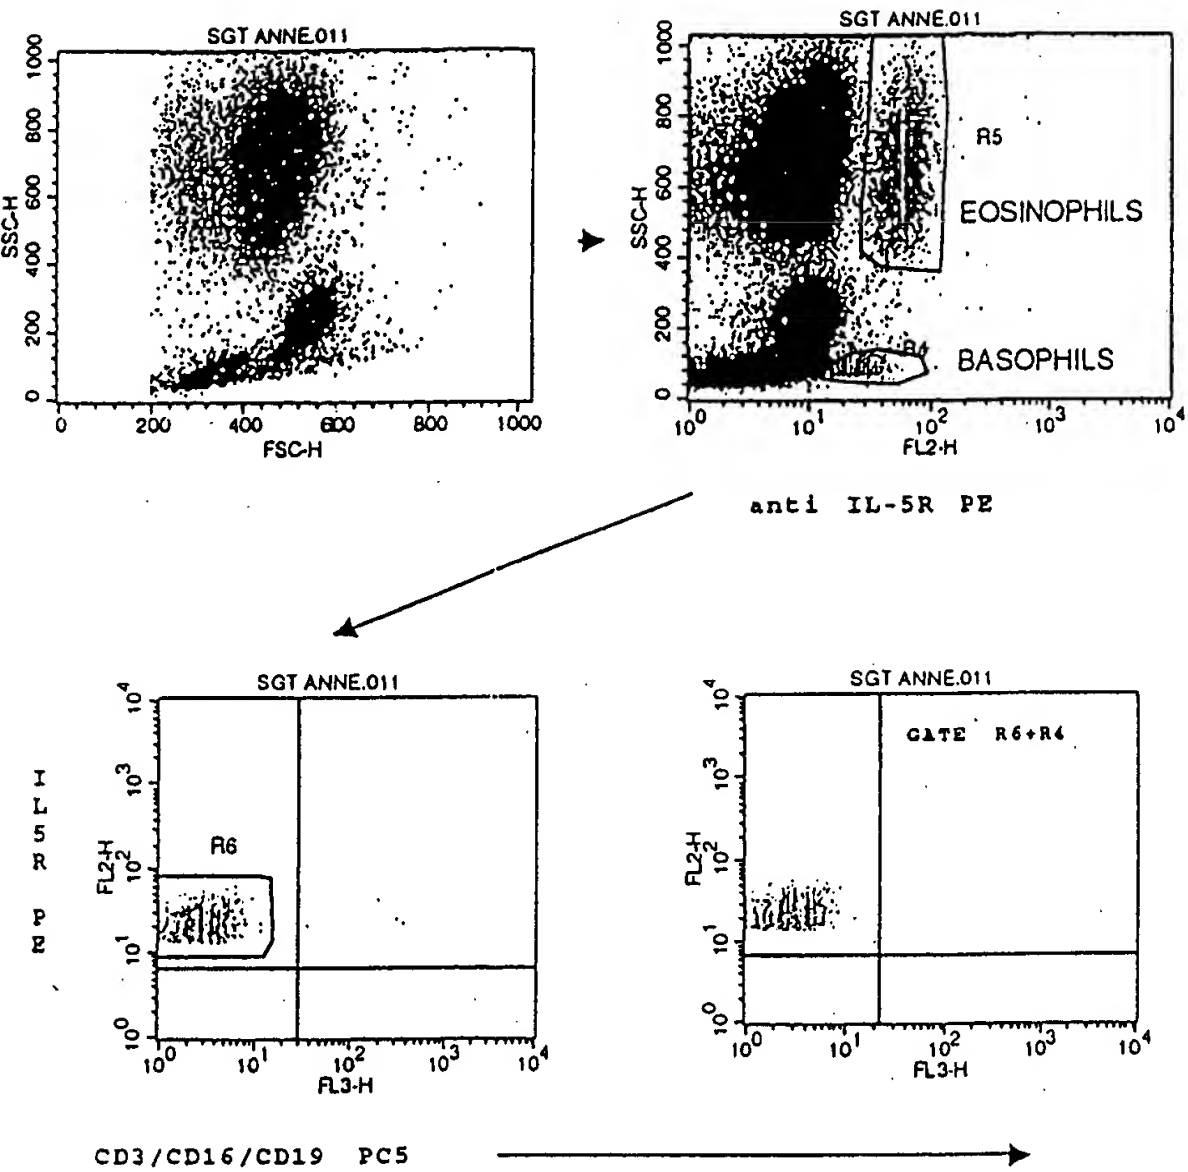 SGT ANNE.011
1000
800
600
400
200
0
SSC-H
0 200 400 600 800 1000
FSC-H
SGT ANNE.011
1000
800
600
400
200
0
SSC-H
R5
EOSINOPHILS
R4
BASOPHILS
10^0 10^1 10^2 10^3 10^4
FL2-H
anti IL-5R PE
SGT ANNE.011
IL5R PE
10^4
10^3
10^2
10^1
10^0
FL2-H
R6
10^0 10^1 10^2 10^3 10^4
FL3-H
SGT ANNE.011
GATE R6+R4
10^4
10^3
10^2
10^1
10^0
FL2-H
10^0 10^1 10^2 10^3 10^4
FL3-H
CD3/CD16/CD19 PC5